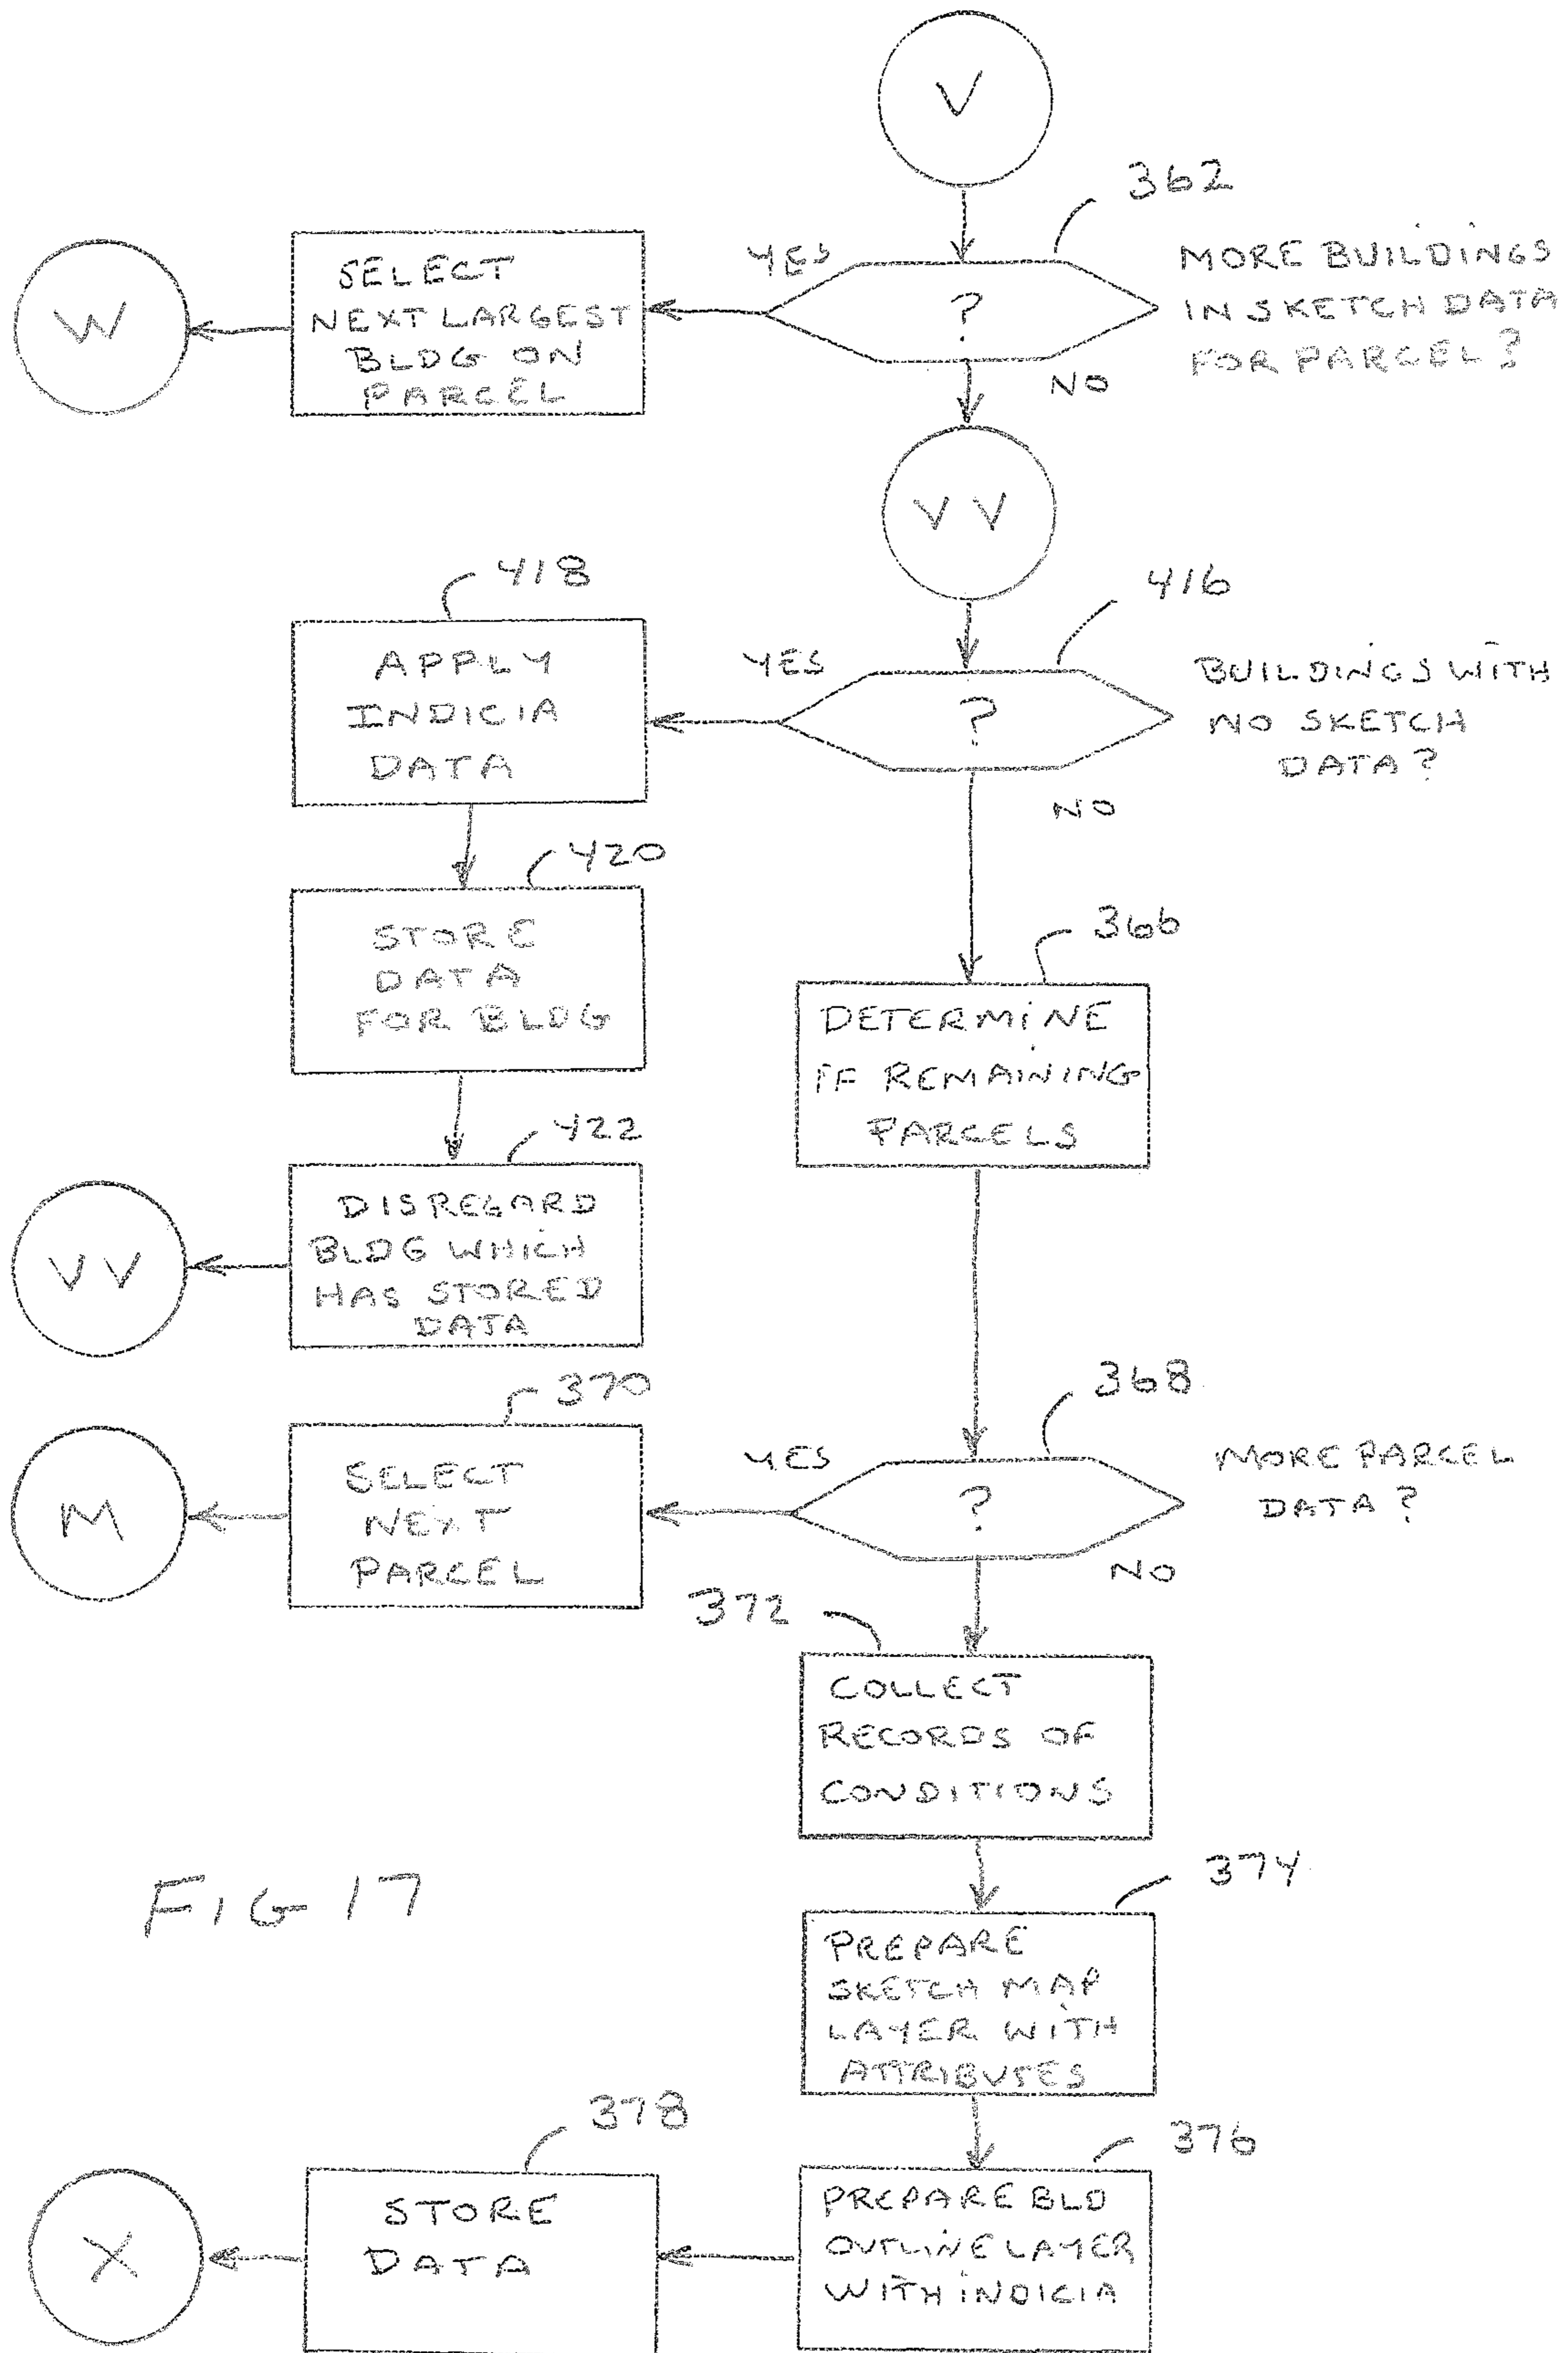 V
362
YES
?
MORE BUILDINGS
IN SKETCH DATA
FOR PARCEL?
NO
SELECT
NEXT LARGEST
BLDG ON
PARCEL
W
VV
416
YES
?
BUILDINGS WITH
NO SKETCH
DATA?
NO
418
APPLY
INDICIA
DATA
420
STORE
DATA
FOR BLDG
366
DETERMINE
IF REMAINING
PARCELS
422
DISREGARD
BLDG WHICH
HAS STORED
DATA
VV
368
YES
?
MORE PARCEL
DATA?
NO
370
SELECT
NEXT
PARCEL
M
372
COLLECT
RECORDS OF
CONDITIONS
374
PREPARE
SKETCH MAP
LAYER WITH
ATTRIBUTES
376
PREPARE BLD
OUTLINE LAYER
WITH INDICIA
378
STORE
DATA
X
FIG 17